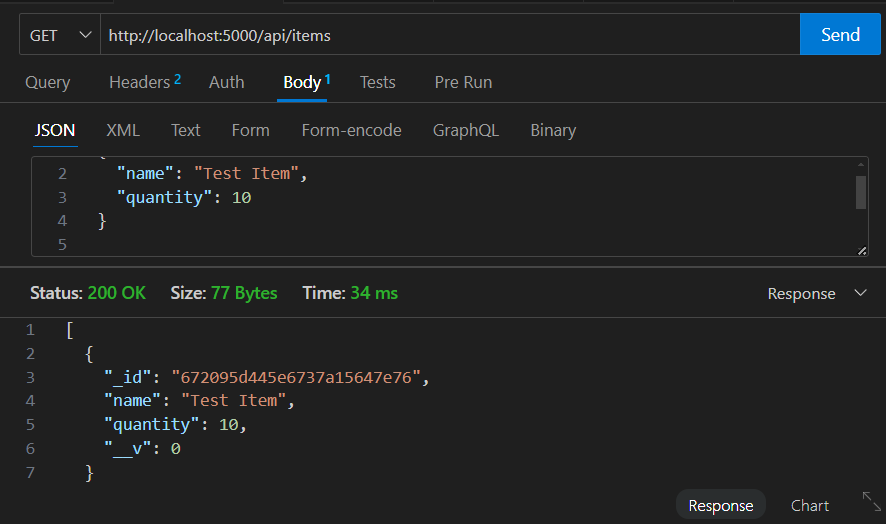 GET http://localhost:5000/api/items Send
Query Headers 2 Auth Body 1 Tests Pre Run
JSON XML Text Form Form-encode GraphQL Binary
2 "name": "Test Item",
3 "quantity": 10
4 }
5
Status: 200 OK Size: 77 Bytes Time: 34 ms Response
1 [
2 {
3 "_id": "672095d445e6737a15647e76",
4 "name": "Test Item",
5 "quantity": 10,
6 "__v": 0
7 }
Response Chart